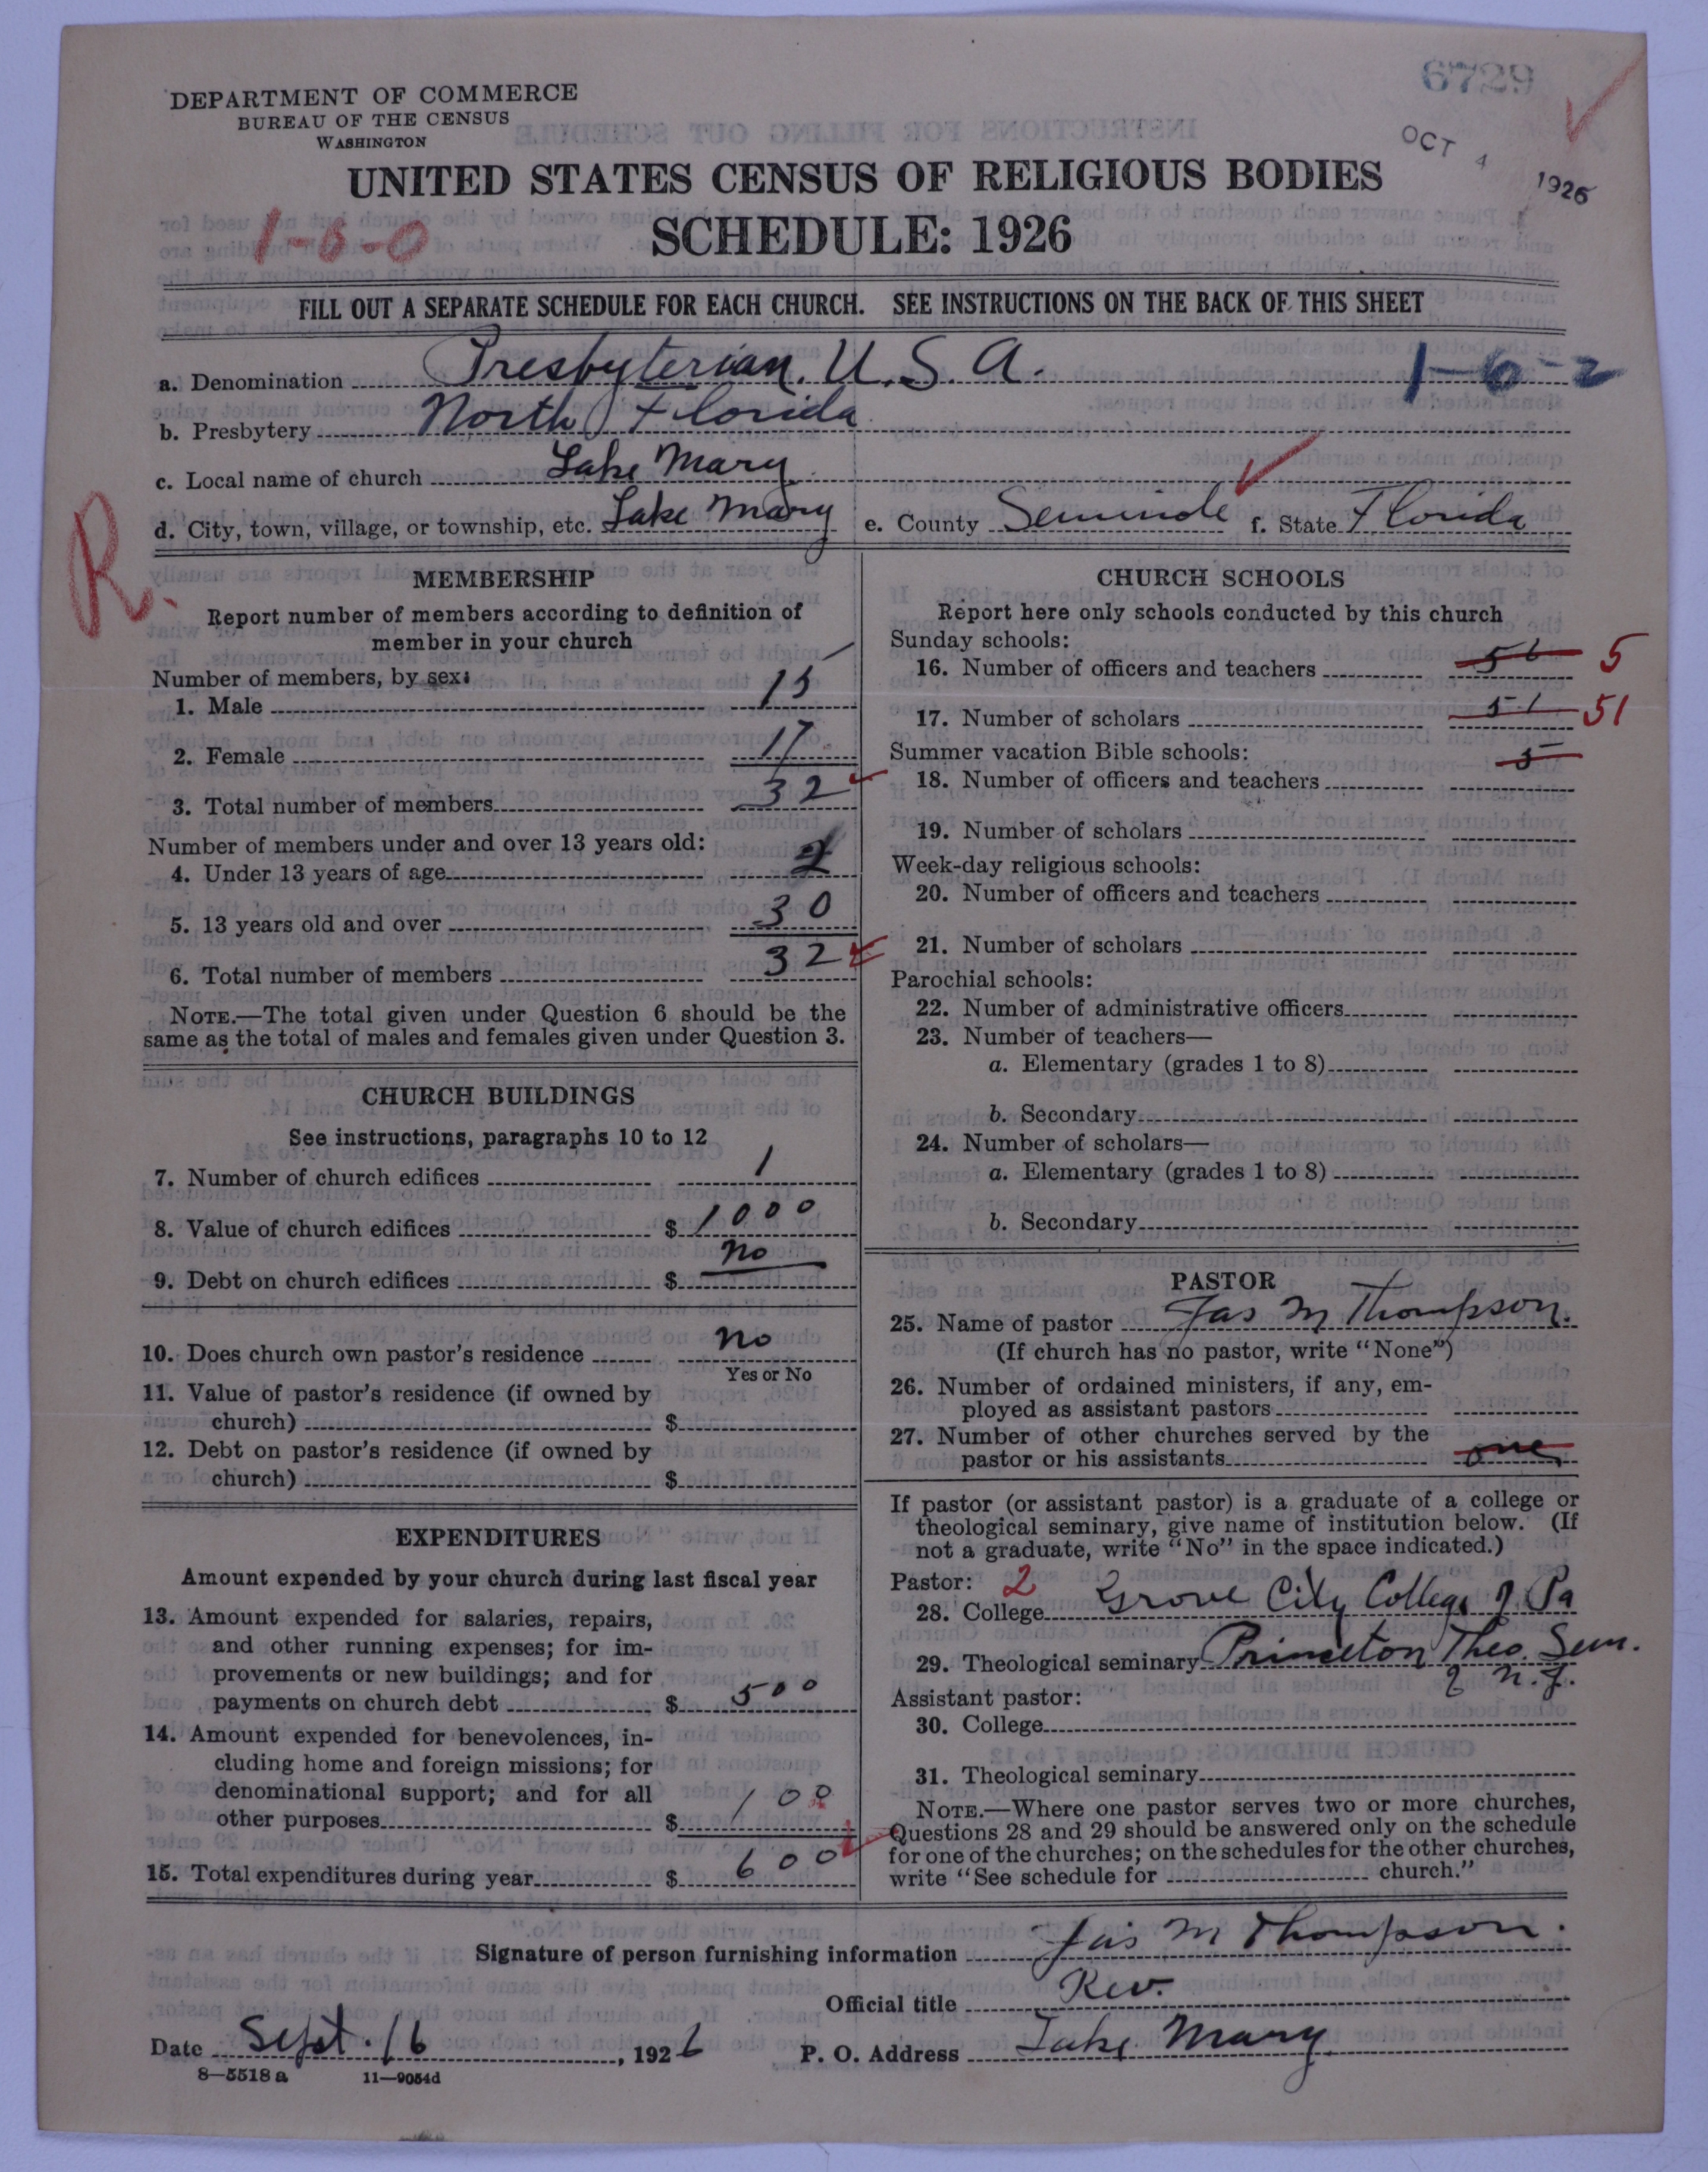 6729
DEPARTMENT OF COMMERCE
BUREAU OF THE CENSUS
WASHINGTON
OCT 4 1926
UNITED STATES CENSUS OF RELIGIOUS BODIES
1-6-0
SCHEDULE: 1926
FILL OUT A SEPARATE SCHEDULE FOR EACH CHURCH. SEE INSTRUCTIONS ON THE BACK OF THIS SHEET
a. Denomination Presbyterian. U.S.A. 1-6-2
b. Presbytery North Florida
c. Local name of church Lake Mary
d. City, town, village, or township, etc. Lake Mary e. County Seminole f. State Florida
R.
MEMBERSHIP
Report number of members according to definition of
member in your church
Number of members, by sex:
1. Male 15
2. Female 17
3. Total number of members 32
Number of members under and over 13 years old:
4. Under 13 years of age 2
5. 13 years old and over 30
6. Total number of members 32
NOTE.—The total given under Question 6 should be the
same as the total of males and females given under Question 3.
CHURCH BUILDINGS
See instructions, paragraphs 10 to 12
7. Number of church edifices 1
8. Value of church edifices $ 1000
9. Debt on church edifices $ no
10. Does church own pastor's residence no
Yes or No
11. Value of pastor's residence (if owned by
church) $
12. Debt on pastor's residence (if owned by
church) $
EXPENDITURES
Amount expended by your church during last fiscal year
13. Amount expended for salaries, repairs,
and other running expenses; for im-
provements or new buildings; and for
payments on church debt $ 500
14. Amount expended for benevolences, in-
cluding home and foreign missions; for
denominational support; and for all
other purposes $ 100
15. Total expenditures during year $ 600
CHURCH SCHOOLS
Report here only schools conducted by this church
Sunday schools:
16. Number of officers and teachers 56 5
17. Number of scholars 51 51
Summer vacation Bible schools:
18. Number of officers and teachers 5
19. Number of scholars
Week-day religious schools:
20. Number of officers and teachers
21. Number of scholars
Parochial schools:
22. Number of administrative officers
23. Number of teachers—
a. Elementary (grades 1 to 8)
b. Secondary
24. Number of scholars—
a. Elementary (grades 1 to 8)
b. Secondary
PASTOR
25. Name of pastor Jas M Thompson.
(If church has no pastor, write "None")
26. Number of ordained ministers, if any, em-
ployed as assistant pastors
27. Number of other churches served by the
pastor or his assistants one
If pastor (or assistant pastor) is a graduate of a college or
theological seminary, give name of institution below. (If
not a graduate, write "No" in the space indicated.)
Pastor: 2
28. College Grove City College of Pa
29. Theological seminary Princeton Theo. Sem.
of N.J.
Assistant pastor:
30. College
31. Theological seminary
NOTE.—Where one pastor serves two or more churches,
Questions 28 and 29 should be answered only on the schedule
for one of the churches; on the schedules for the other churches,
write "See schedule for church."
Signature of person furnishing information Jas M Thompson.
Official title Rev.
Date Sept. 16, 1926 P. O. Address Lake Mary.
8—5518a 11—9054d